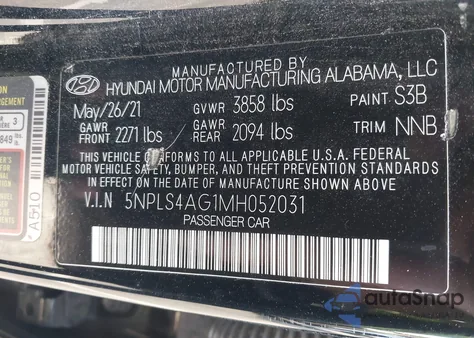 MANUFACTURED BY
HYUNDAI MOTOR MANUFACTURING ALABAMA, LLC
May/26/21 GVWR 3858 lbs PAINT S3B
GAWR FRONT 2271 lbs GAWR REAR 2094 lbs TRIM NNB
THIS VEHICLE CONFORMS TO ALL APPLICABLE U.S.A. FEDERAL
MOTOR VEHICLE SAFETY, BUMPER, AND THEFT PREVENTION STANDARDS
IN EFFECT ON THE DATE OF MANUFACTURE SHOWN ABOVE.
V.I.N 5NPLS4AG1MH052031
PASSENGER CAR
3
A510
autoSnap